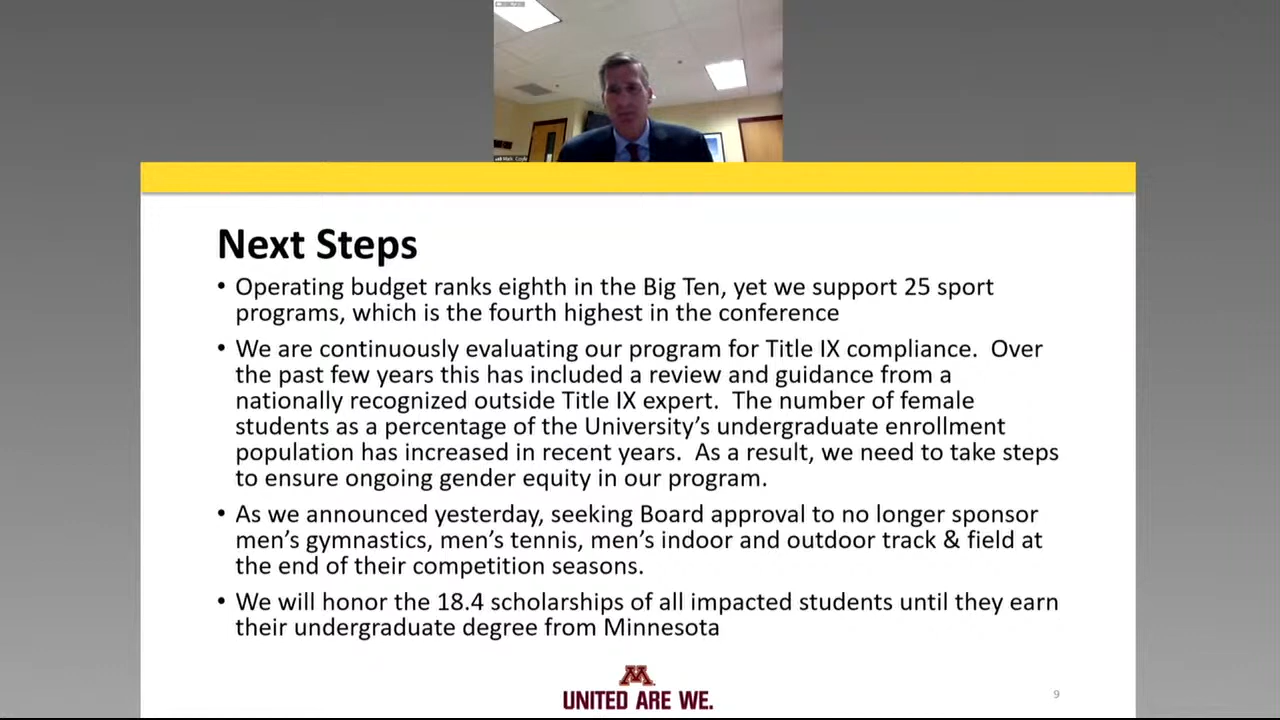 Mark Coyle
Next Steps
• Operating budget ranks eighth in the Big Ten, yet we support 25 sport
programs, which is the fourth highest in the conference
• We are continuously evaluating our program for Title IX compliance.  Over
the past few years this has included a review and guidance from a
nationally recognized outside Title IX expert.  The number of female
students as a percentage of the University’s undergraduate enrollment
population has increased in recent years.  As a result, we need to take steps
to ensure ongoing gender equity in our program.
• As we announced yesterday, seeking Board approval to no longer sponsor
men’s gymnastics, men’s tennis, men’s indoor and outdoor track & field at
the end of their competition seasons.
• We will honor the 18.4 scholarships of all impacted students until they earn
their undergraduate degree from Minnesota
M
UNITED ARE WE.
9